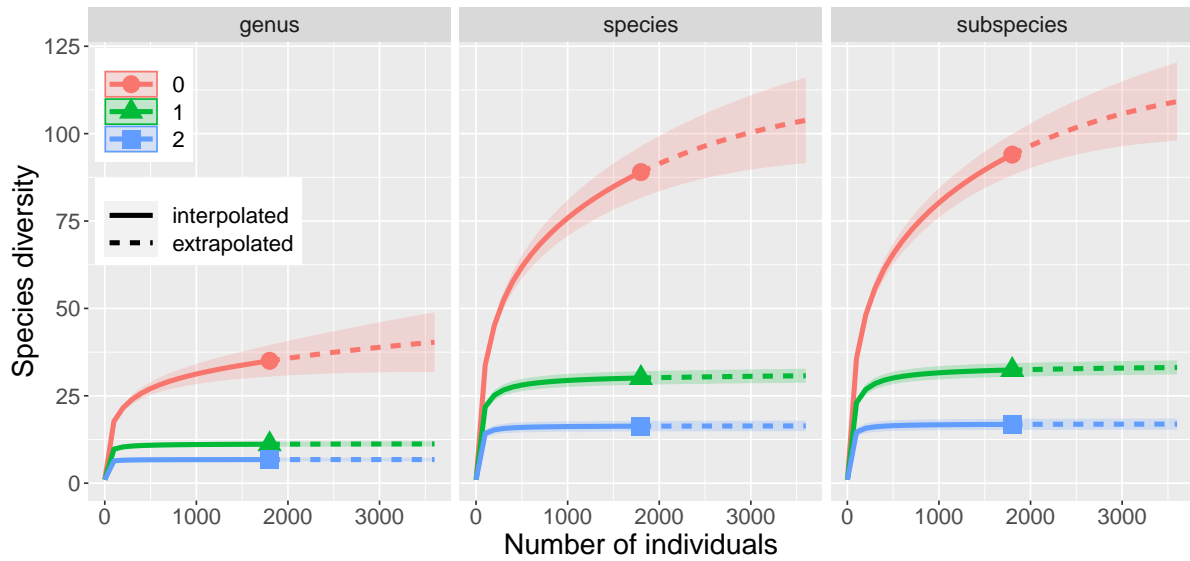 genus species subspecies
Species diversity
125
100
75
50
25
0
0
1
2
interpolated
extrapolated
0 1000 2000 3000 0 1000 2000 3000 0 1000 2000 3000
Number of individuals